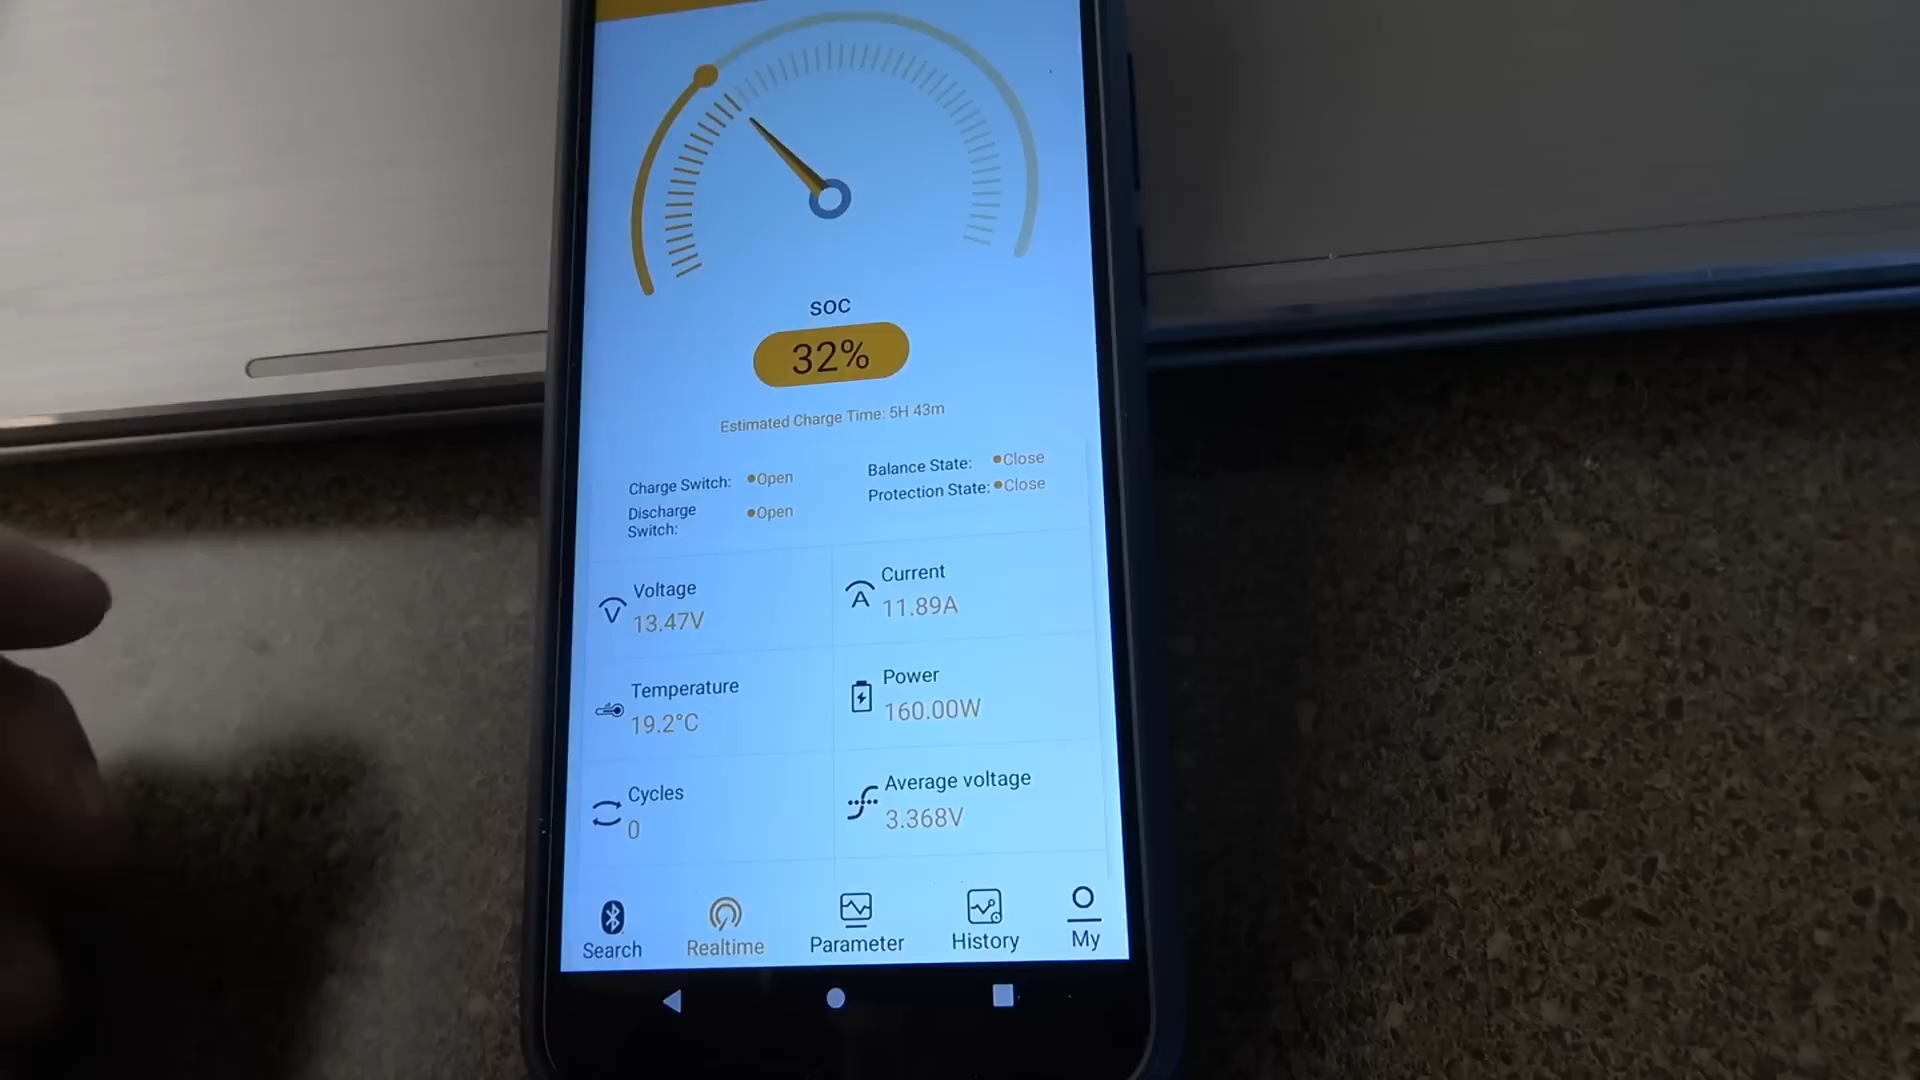 SOC
32%
Estimated Charge Time: 5H 43m
Charge Switch: Open
Discharge Switch: Open
Balance State: Close
Protection State: Close
Voltage
13.47V
Current
11.89A
Temperature
19.2°C
Power
160.00W
Cycles
0
Average voltage
3.368V
Search
Realtime
Parameter
History
My